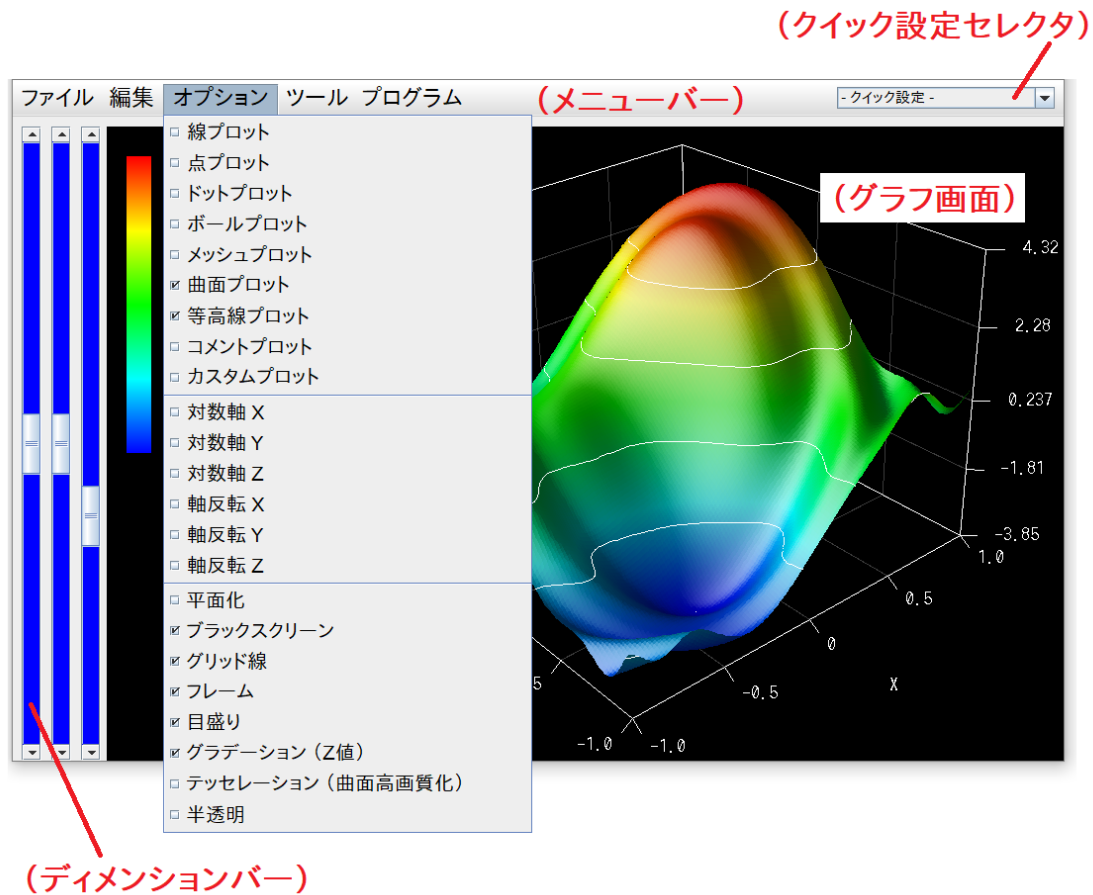 （クイック設定セレクタ）
ファイル 編集 オプション ツール プログラム （メニューバー） - クイック設定 -
線プロット
点プロット
ドットプロット
ボールプロット
メッシュプロット
曲面プロット
等高線プロット
コメントプロット
カスタムプロット
対数軸 X
対数軸 Y
対数軸 Z
軸反転 X
軸反転 Y
軸反転 Z
平面化
ブラックスクリーン
グリッド線
フレーム
目盛り
グラデーション（Z値）
テッセレーション（曲面高画質化）
半透明
（グラフ画面）
4.32
2.28
0.237
-1.81
-3.85
1.0
0.5
0
X
-0.5
5
-1.0 -1.0
（ディメンションバー）